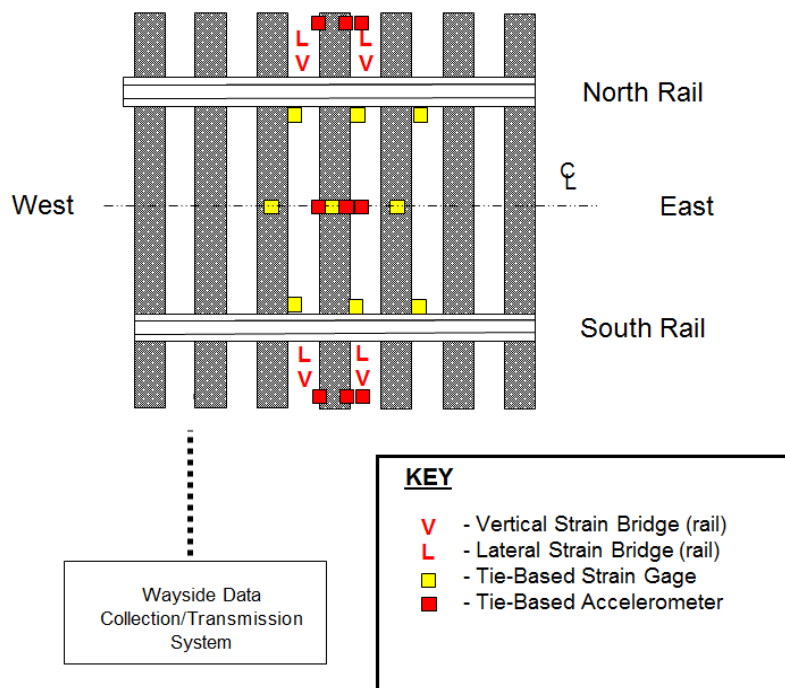 L L
V V
North Rail
℄
West
East
South Rail
L L
V V
KEY
V - Vertical Strain Bridge (rail)
L - Lateral Strain Bridge (rail)
- Tie-Based Strain Gage
- Tie-Based Accelerometer
Wayside Data
Collection/Transmission
System